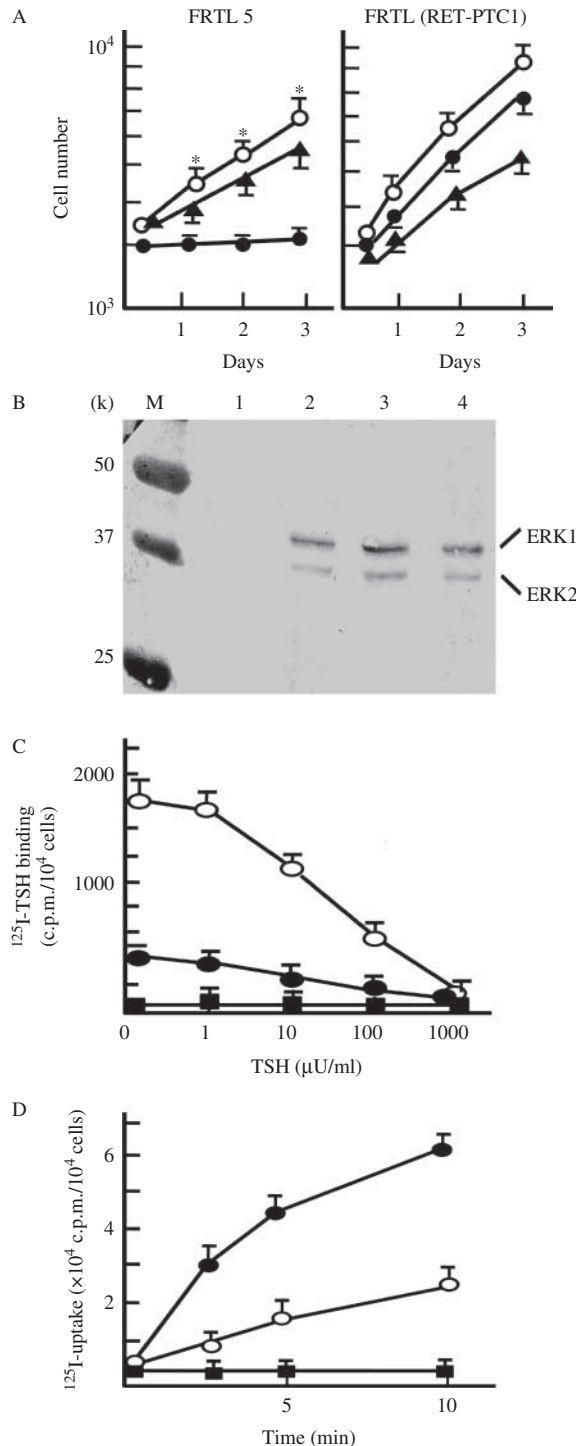 A
FRTL 5
FRTL (RET-PTC1)
10⁴
10³
Cell number
* * *
1 2 3
1 2 3
Days
Days
B (k) M 1 2 3 4
50
37
25
ERK1
ERK2
C
2000
1000
¹²⁵I-TSH binding
(c.p.m./10⁴ cells)
0 1 10 100 1000
TSH (μU/ml)
D
6
4
2
¹²⁵I-uptake (×10⁴ c.p.m./10⁴ cells)
5 10
Time (min)